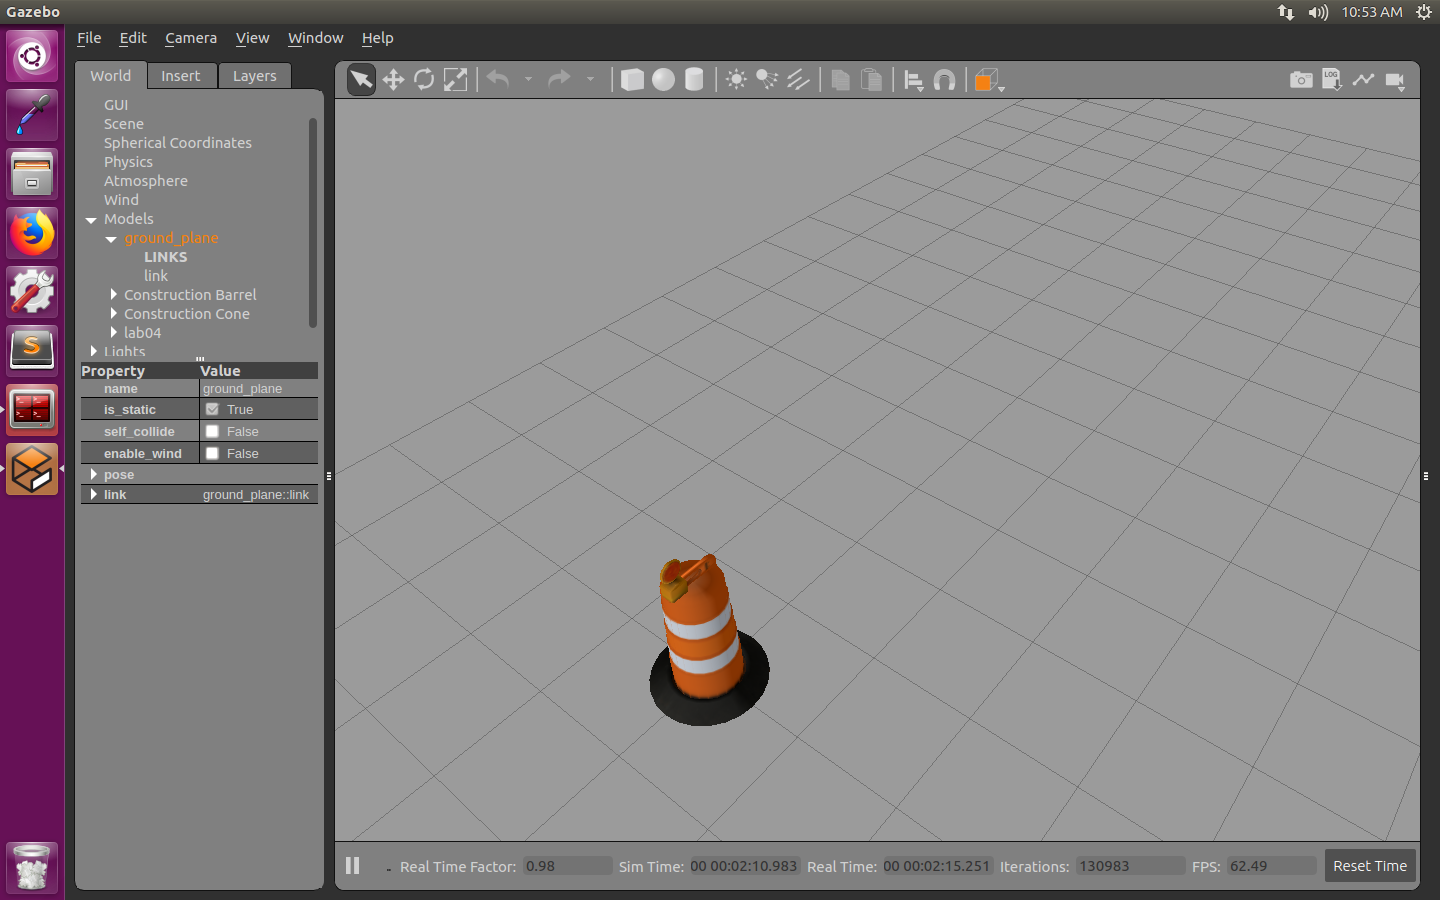 Gazebo
10:53 AM
File Edit Camera View Window Help
World Insert Layers
GUI
Scene
Spherical Coordinates
Physics
Atmosphere
Wind
Models
ground_plane
LINKS
link
Construction Barrel
Construction Cone
lab04
Lights
Property Value
name ground_plane
is_static True
self_collide False
enable_wind False
pose
link ground_plane::link
LOG
S
Real Time Factor: 0.98 Sim Time: 00 00:02:10.983 Real Time: 00 00:02:15.251 Iterations: 130983 FPS: 62.49 Reset Time